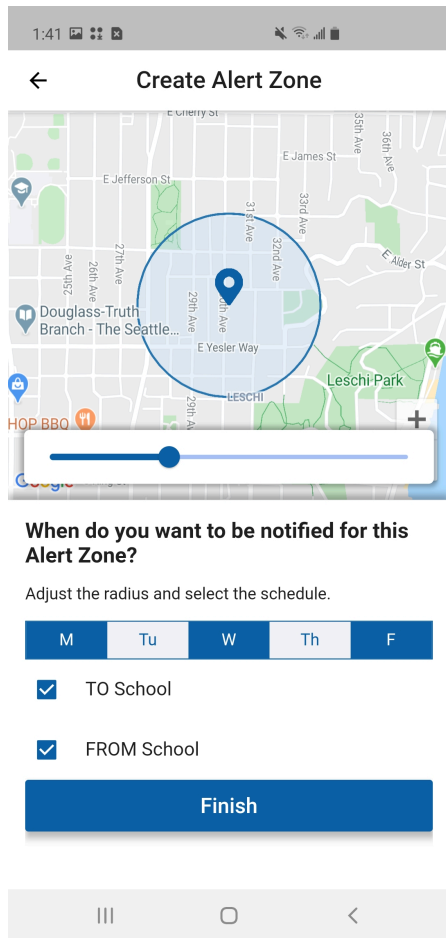 1:41
Create Alert Zone
E Cherry St
35th Ave
36th Ave
E James St
E Jefferson St
31st Ave
33rd Ave
32nd Ave
27th Ave
26th Ave
25th Ave
E Alder St
29th Ave
Douglass-Truth
Branch - The Seattle...
E Yesler Way
LESCHI
Leschi Park
29th Av
HOP BBQ
+
Google
When do you want to be notified for this
Alert Zone?
Adjust the radius and select the schedule.
M Tu W Th F
TO School
FROM School
Finish